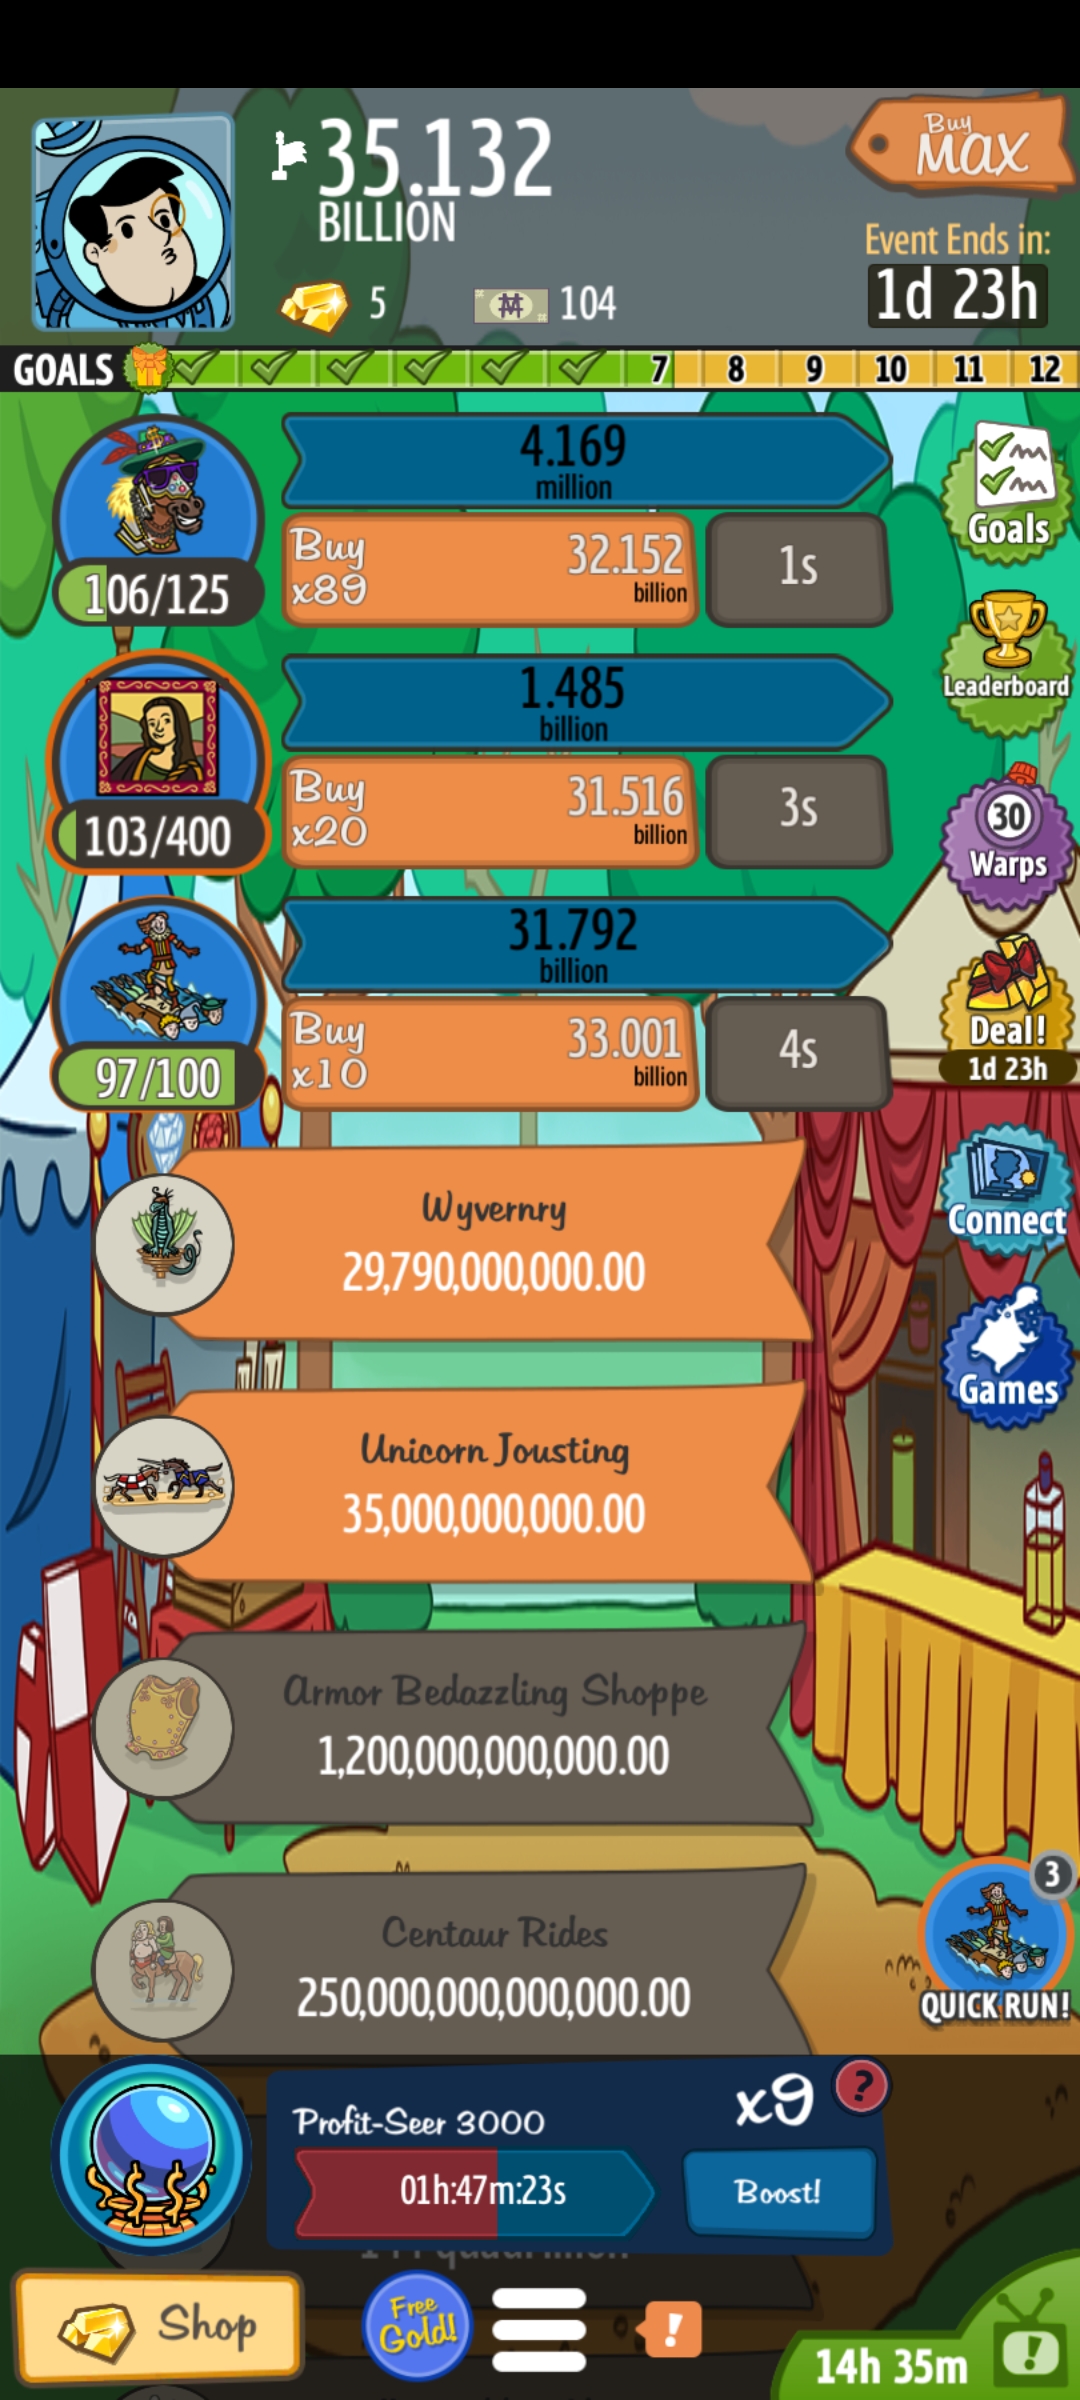 35.132
BILLION
Buy
MAX
5
104
Event Ends in:
1d 23h
GOALS
7
8
9
10
11
12
4.169
million
Buy
x89
32.152
billion
1s
106/125
Goals
Leaderboard
1.485
billion
Buy
x20
31.516
billion
3s
103/400
30
Warps
31.792
billion
Buy
x10
33.001
billion
4s
97/100
Deal!
1d 23h
Wyvernry
29,790,000,000.00
Connect
Unicorn Jousting
35,000,000,000.00
Games
Armor Bedazzling Shoppe
1,200,000,000,000.00
Centaur Rides
250,000,000,000,000.00
3
QUICK RUN!
Profit-Seer 3000
x9
?
01h:47m:23s
Boost!
Shop
Free
Gold!
!
14h 35m
!